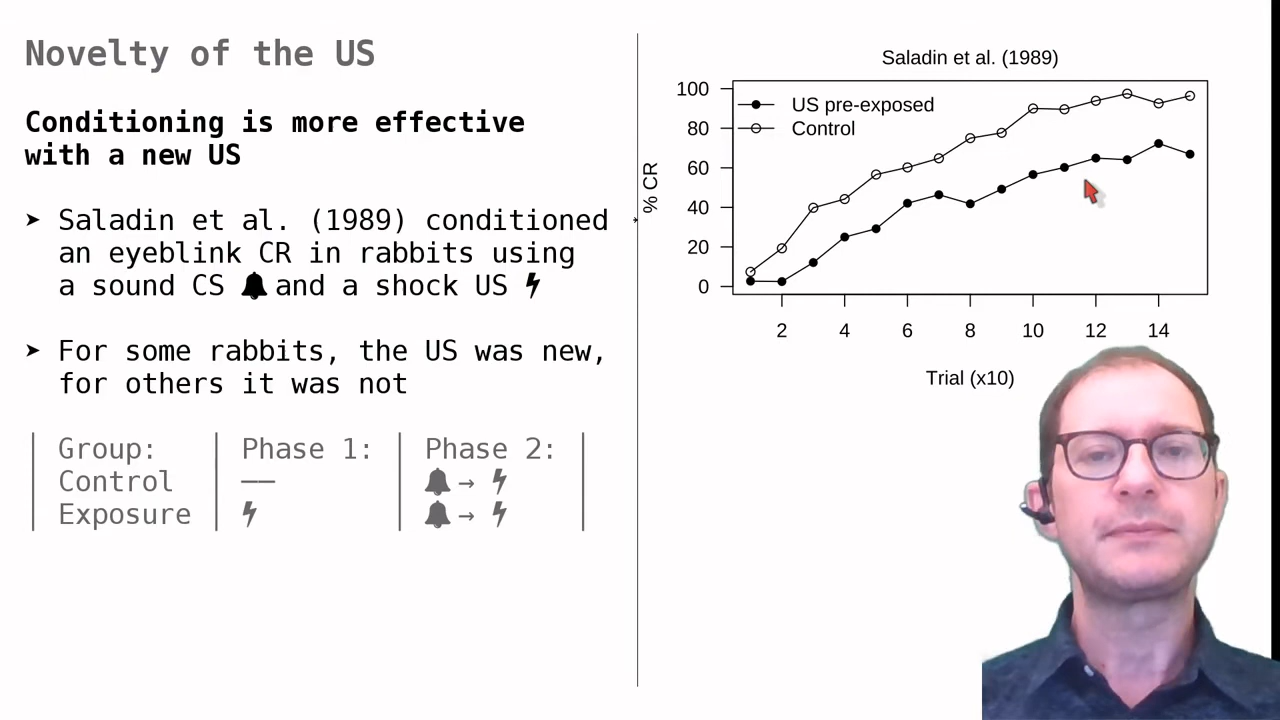 Novelty of the US
Conditioning is more effective
with a new US
➤ Saladin et al. (1989) conditioned
an eyeblink CR in rabbits using
a sound CS 🔔 and a shock US ⚡
➤ For some rabbits, the US was new,
for others it was not
| Group: | Phase 1: | Phase 2: |
| Control | —— | 🔔→ ⚡ |
| Exposure | ⚡ | 🔔→ ⚡ |
Saladin et al. (1989)
US pre-exposed
Control
% CR
100
80
60
40
20
0
2 4 6 8 10 12 14
Trial (x10)